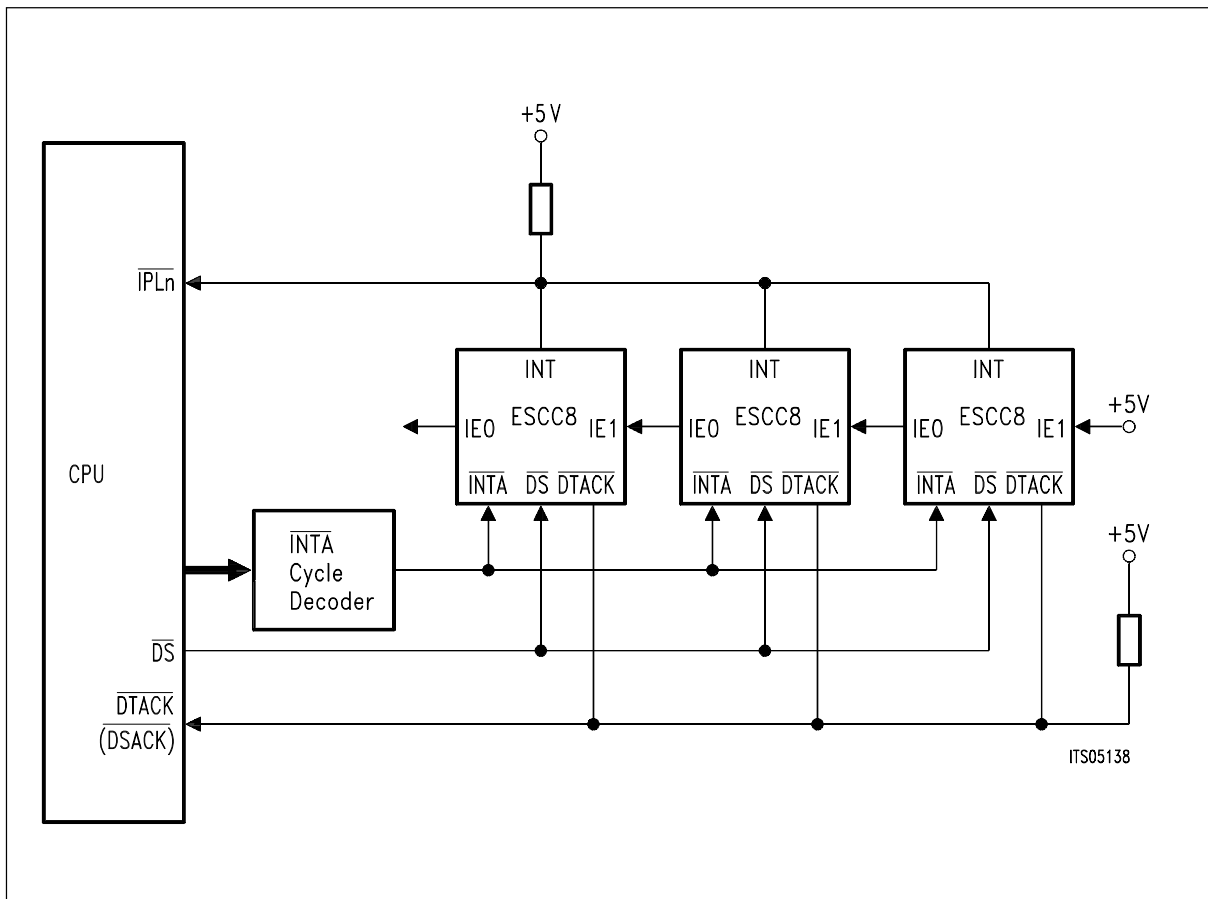 +5V
IPLn
INT
INT
INT
ESCC8
ESCC8
ESCC8
+5V
IE0
IE1
IE0
IE1
IE0
IE1
CPU
INTA DS DTACK
INTA DS DTACK
INTA DS DTACK
INTA
Cycle
Decoder
+5V
DS
DTACK
(DSACK)
ITS05138